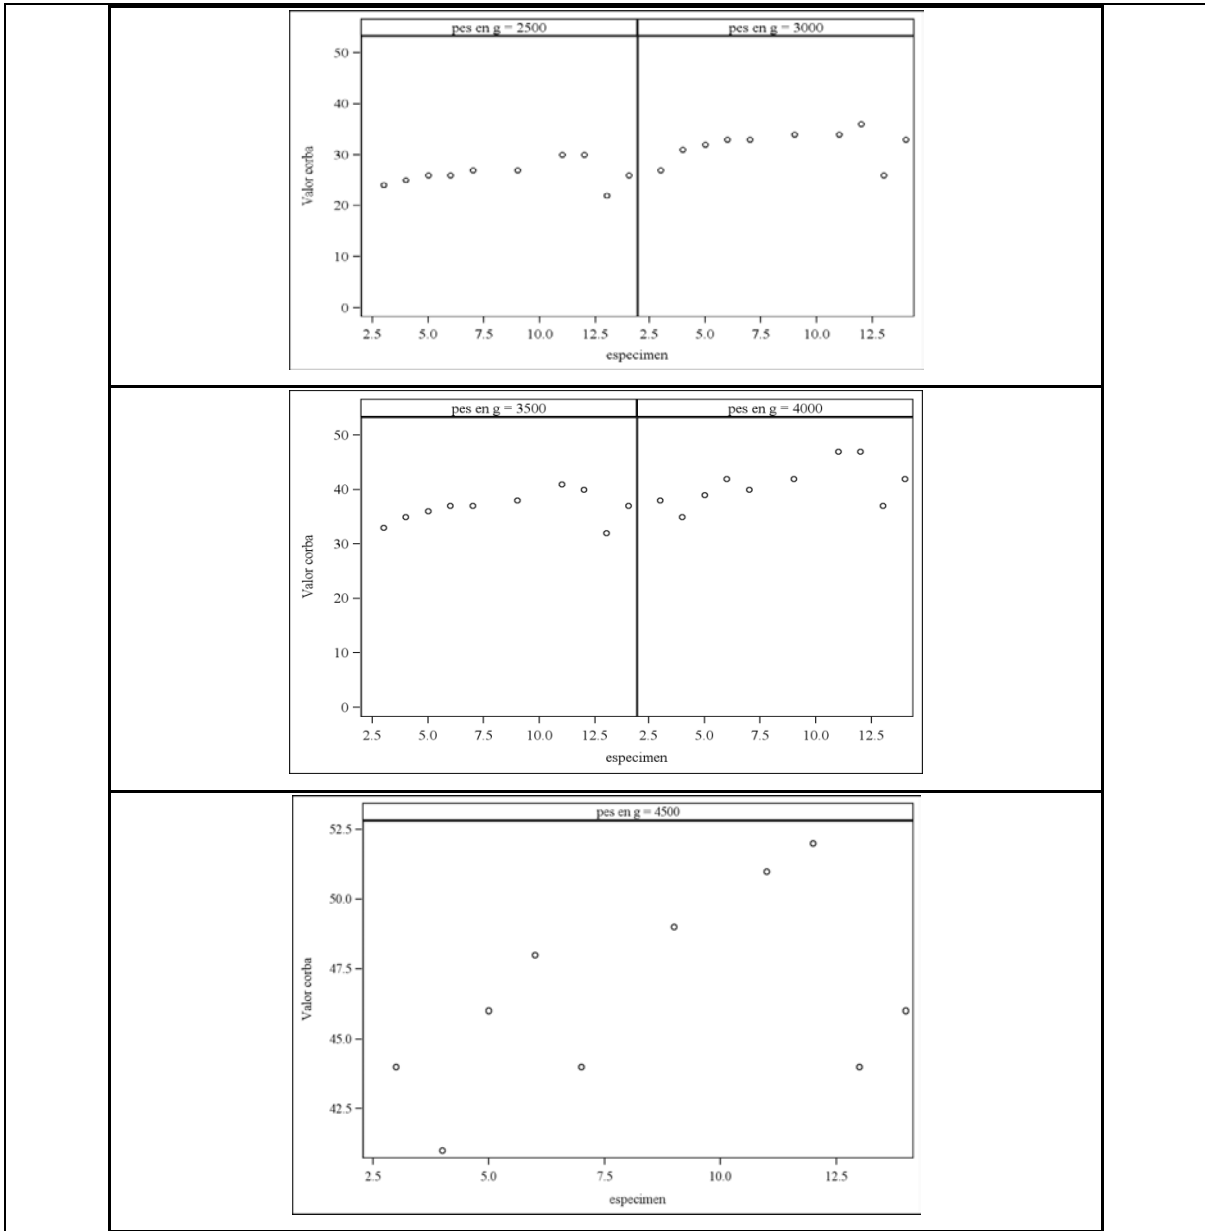 pes en g = 2500 pes en g = 3000
50
40
30
20
10
0
Valor corba
2.5 5.0 7.5 10.0 12.5 2.5 5.0 7.5 10.0 12.5
especimen
pes en g = 3500 pes en g = 4000
50
40
30
20
10
0
Valor corba
2.5 5.0 7.5 10.0 12.5 2.5 5.0 7.5 10.0 12.5
especimen
pes en g = 4500
52.5
50.0
47.5
45.0
42.5
Valor corba
2.5 5.0 7.5 10.0 12.5
especimen